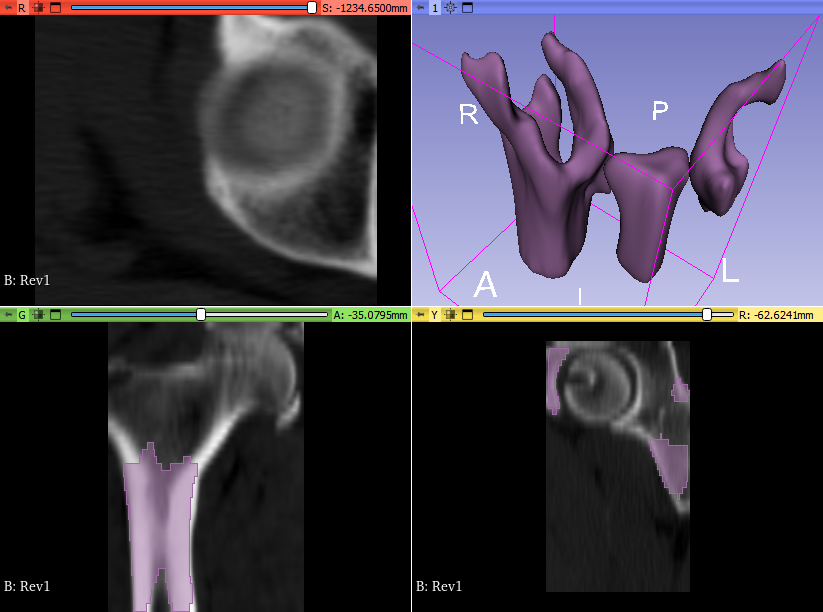 R S: -1234.6500mm
1
R
P
A
L
I
B: Rev1
G A: -35.0795mm
Y R: -62.6241mm
B: Rev1
B: Rev1